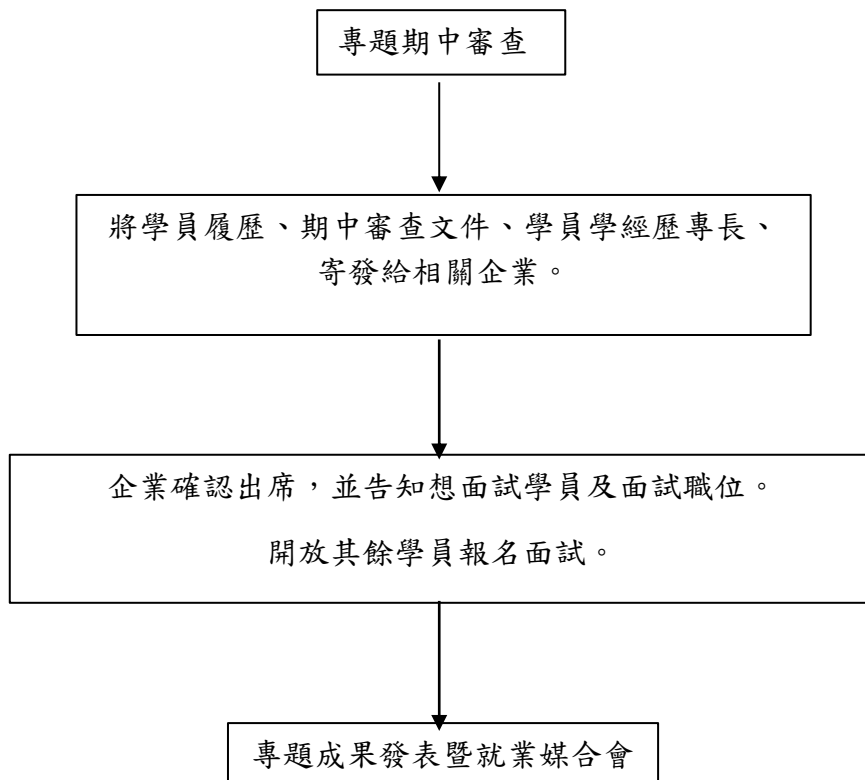 專題期中審查
將學員履歷、期中審查文件、學員學經歷專長、
寄發給相關企業。
企業確認出席，並告知想面試學員及面試職位。
開放其餘學員報名面試。
專題成果發表暨就業媒合會